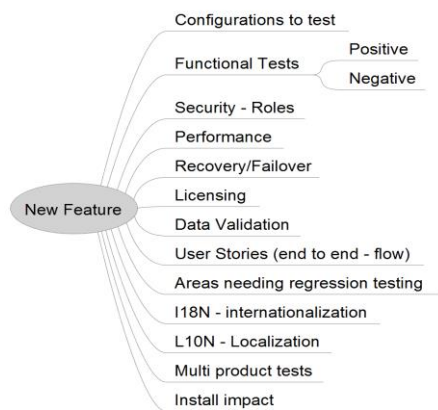 Configurations to test
Functional Tests
Positive
Negative
Security - Roles
Performance
Recovery/Failover
Licensing
New Feature
Data Validation
User Stories (end to end - flow)
Areas needing regression testing
I18N - internationalization
L10N - Localization
Multi product tests
Install impact